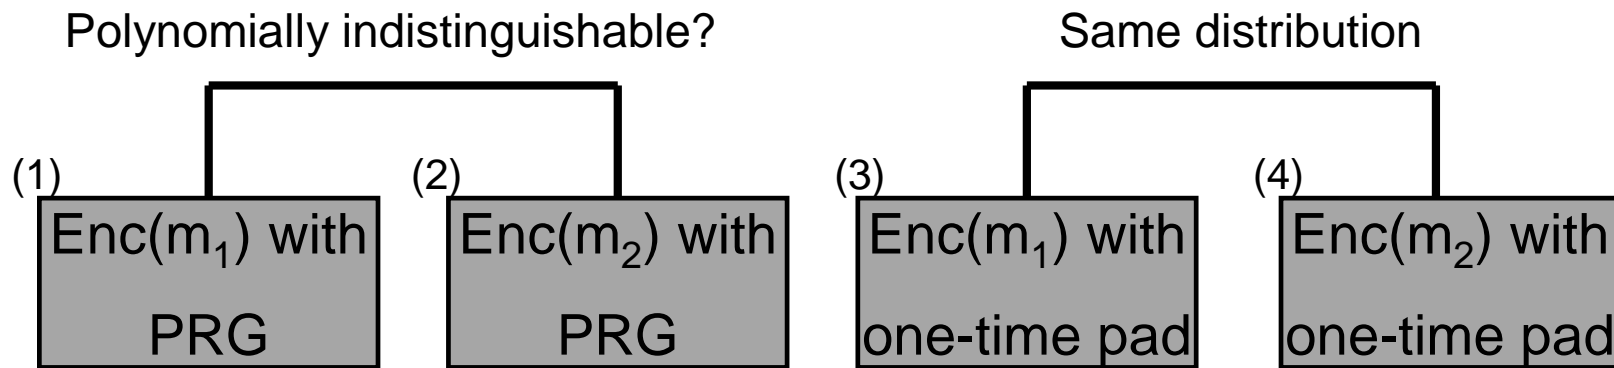 Polynomially indistinguishable?
Same distribution
(1)
(2)
(3)
(4)
Enc(m₁) with
PRG
Enc(m₂) with
PRG
Enc(m₁) with
one-time pad
Enc(m₂) with
one-time pad